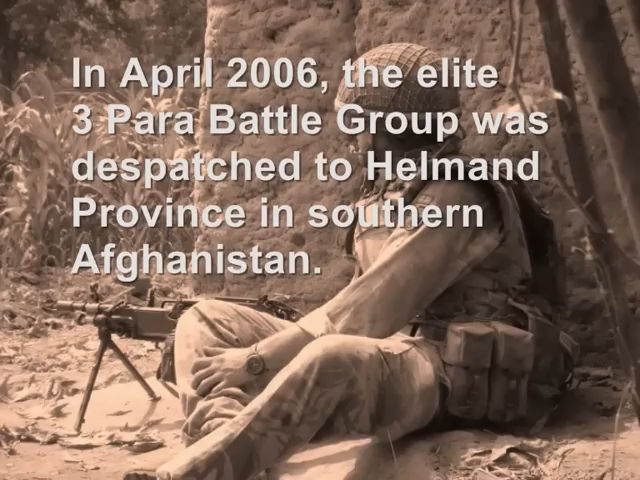 In April 2006, the elite
3 Para Battle Group was
despatched to Helmand
Province in southern
Afghanistan.